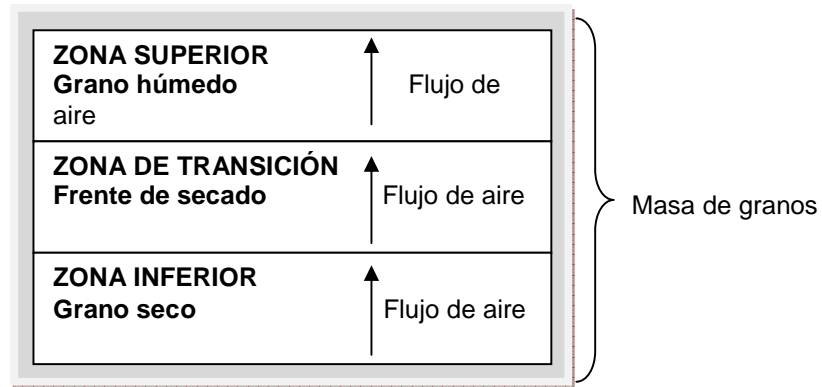 ZONA SUPERIOR
Grano húmedo
Flujo de
aire
ZONA DE TRANSICIÓN
Frente de secado
Flujo de aire
ZONA INFERIOR
Grano seco
Flujo de aire
Masa de granos